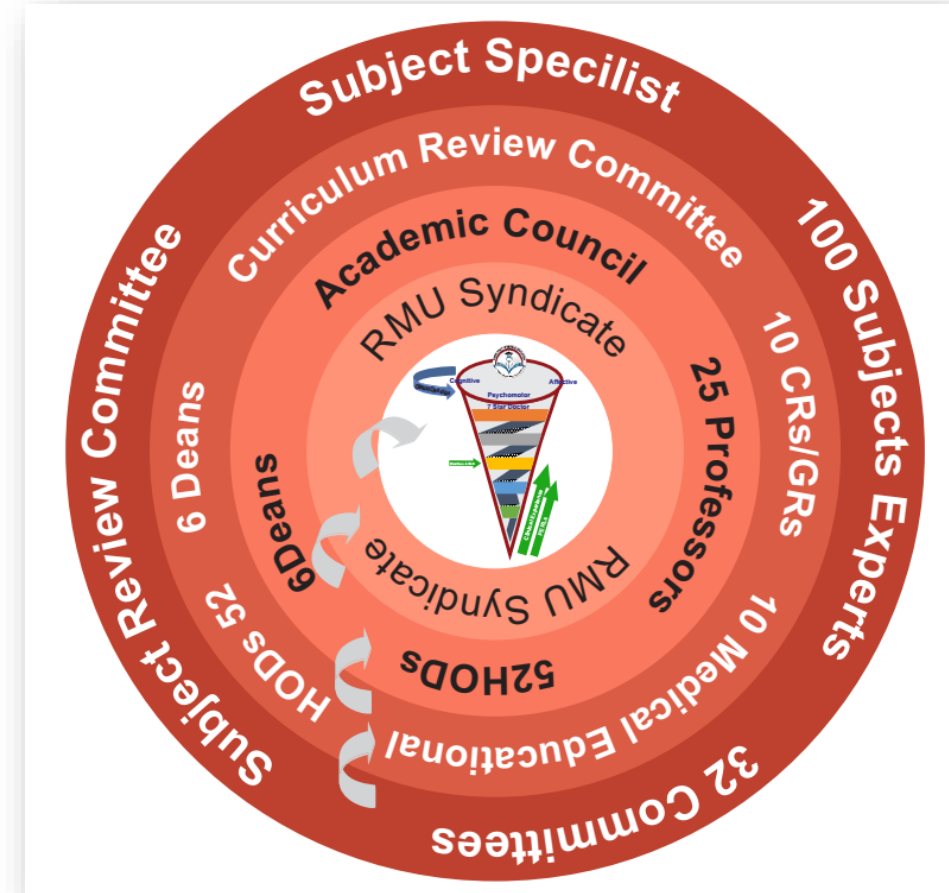 Subject Specilist
100 Subjects Experts
32 Committees
Subject Review Committee
Curriculum Review Committee
10 CRs/GRs
10 Medical Educational
HODs 52
6 Deans
Academic Council
25 Professors
52HODs
6Deans
RMU Syndicate
RMU Syndicate
Cognitive
Affective
Psychomotor
7 Star Doctor